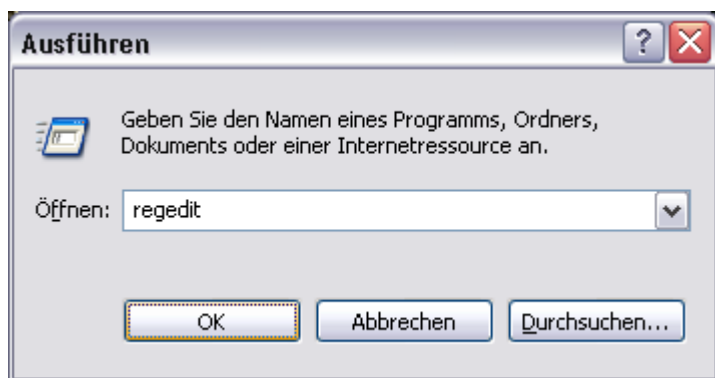 Ausführen
Geben Sie den Namen eines Programms, Ordners,
Dokuments oder einer Internetressource an.
Öffnen: regedit
OK Abbrechen Durchsuchen...